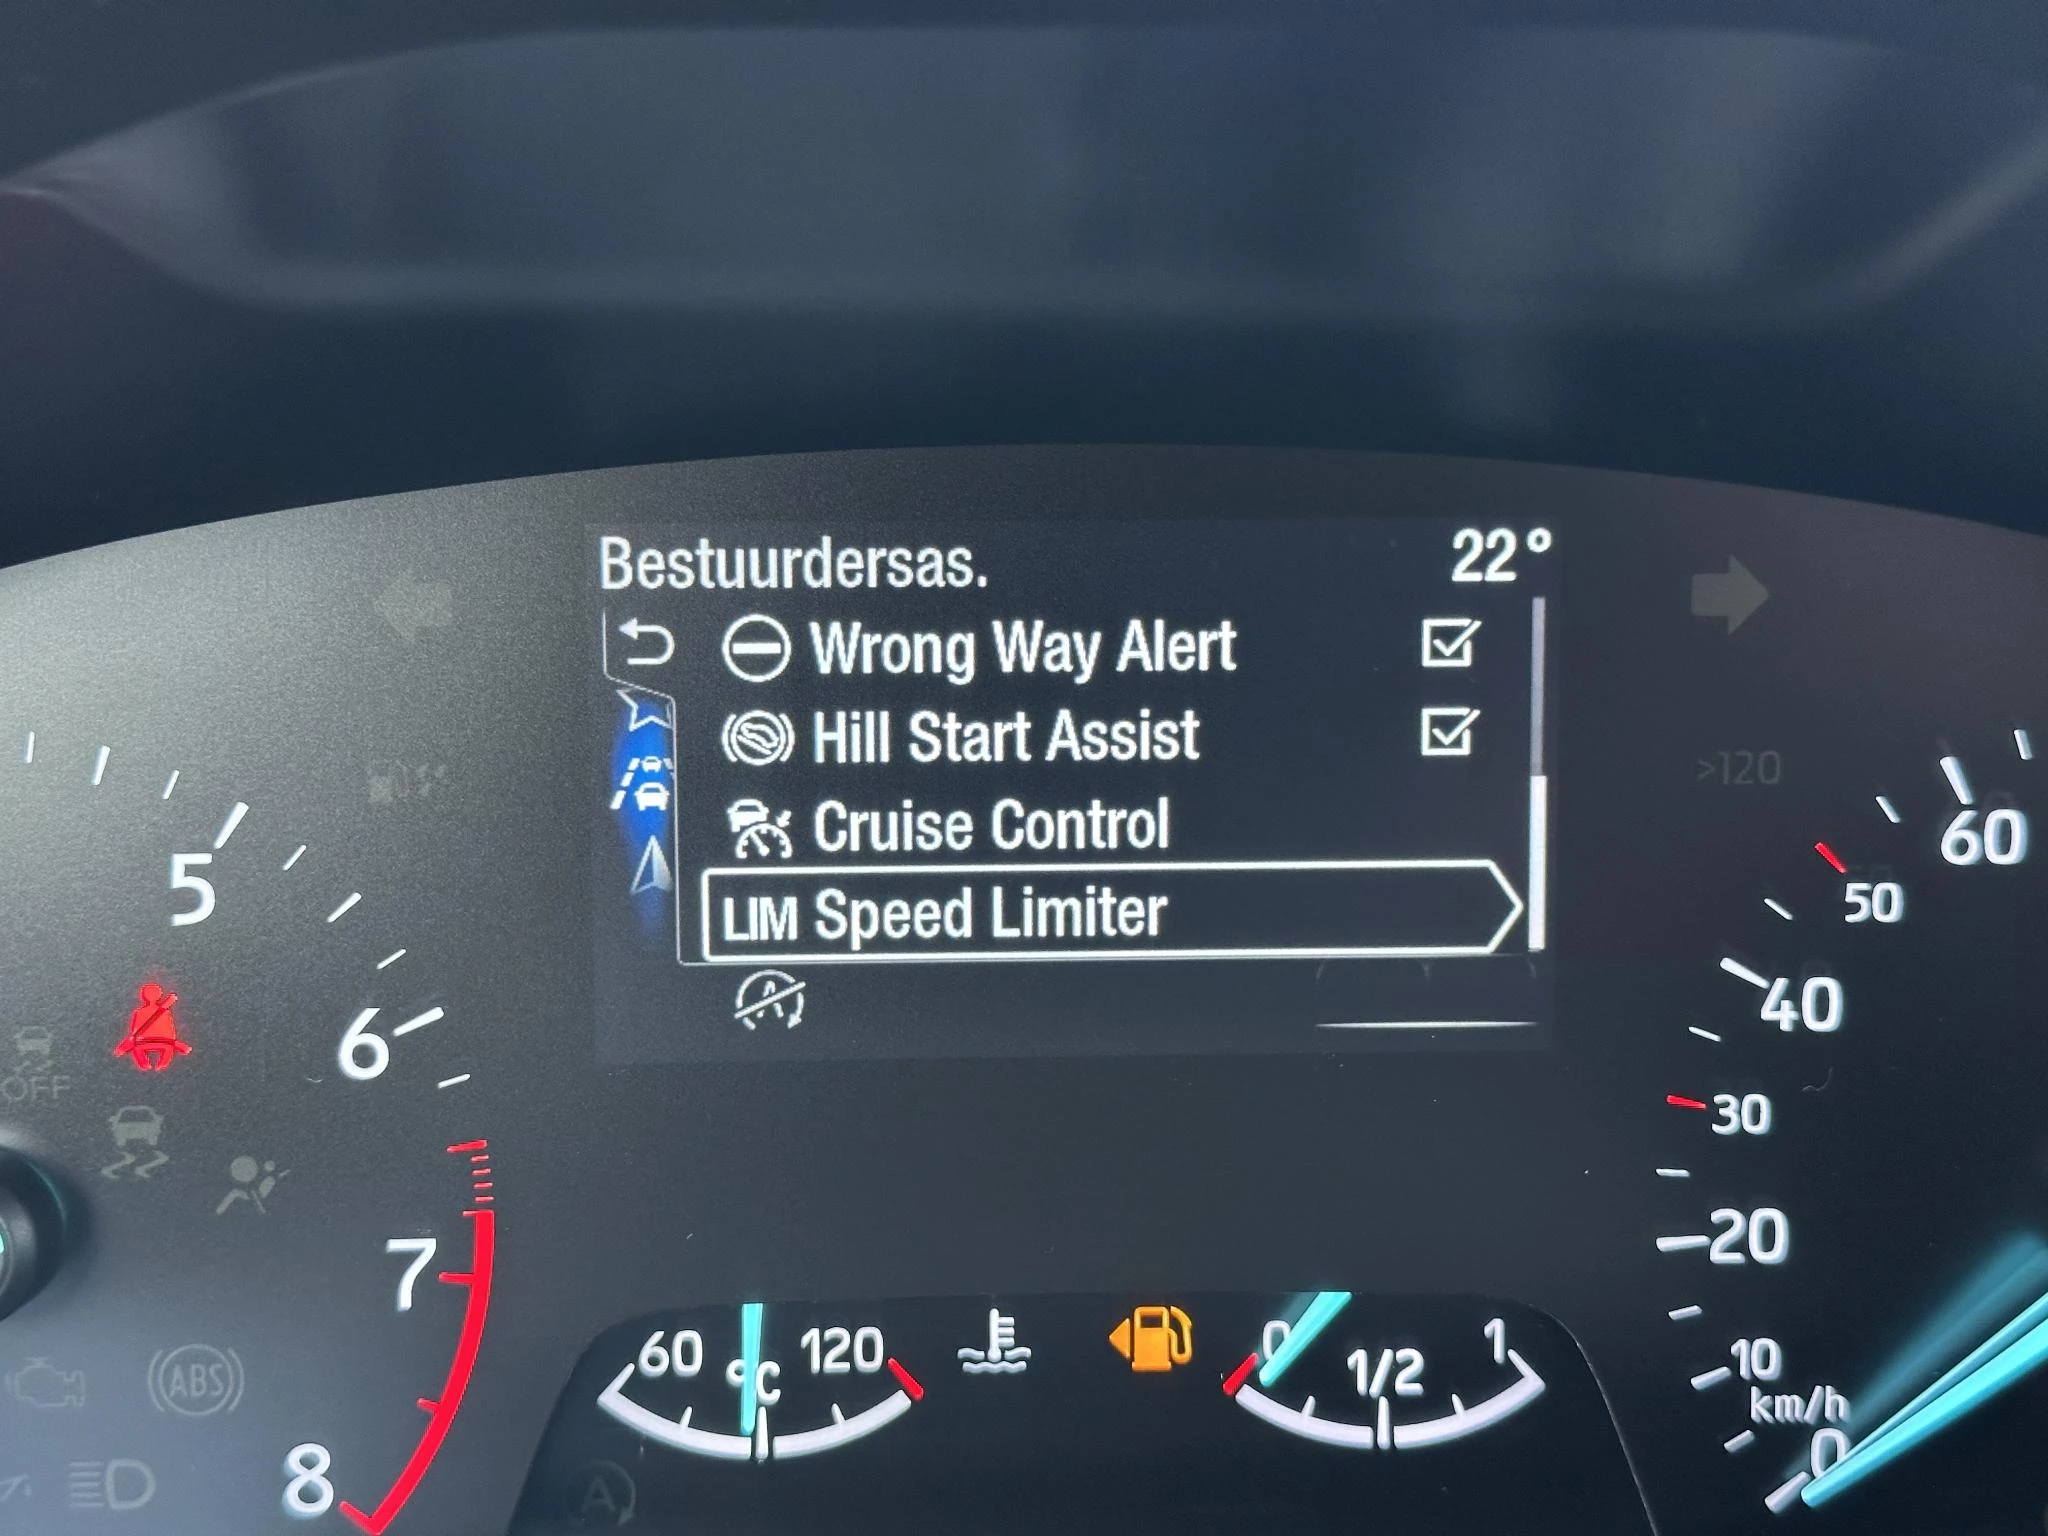 Bestuurdersas. 22°
Wrong Way Alert
Hill Start Assist
Cruise Control
LIM Speed Limiter
>120
5
6
7
8
60
50
40
30
20
10
km/h
0
OFF
ABS
60 °C 120
0 1/2 1
A